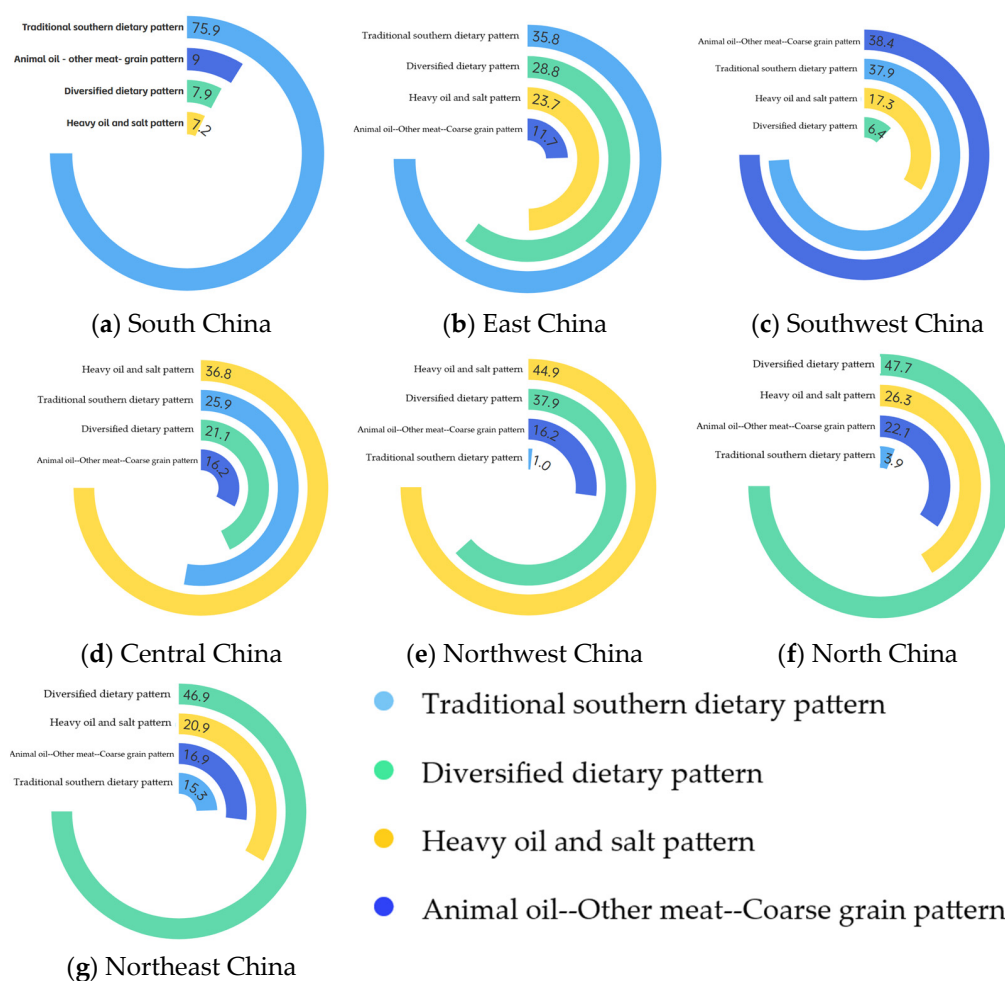 Traditional southern dietary pattern 75.9
Animal oil - other meat- grain pattern 9
Diversified dietary pattern 7.9
Heavy oil and salt pattern 7.2
(a) South China
Traditional southern dietary pattern 35.8
Diversified dietary pattern 28.8
Heavy oil and salt pattern 23.7
Animal oil--Other meat--Coarse grain pattern 11.7
(b) East China
Animal oil--Other meat--Coarse grain pattern 38.4
Traditional southern dietary pattern 37.9
Heavy oil and salt pattern 17.3
Diversified dietary pattern 6.4
(c) Southwest China
Heavy oil and salt pattern 36.8
Traditional southern dietary pattern 25.9
Diversified dietary pattern 21.1
Animal oil--Other meat--Coarse grain pattern 16.2
(d) Central China
Heavy oil and salt pattern 44.9
Diversified dietary pattern 37.9
Animal oil--Other meat--Coarse grain pattern 16.2
Traditional southern dietary pattern 1.0
(e) Northwest China
Diversified dietary pattern 47.7
Heavy oil and salt pattern 26.3
Animal oil--Other meat--Coarse grain pattern 22.1
Traditional southern dietary pattern 3.9
(f) North China
Diversified dietary pattern 46.9
Heavy oil and salt pattern 20.9
Animal oil--Other meat--Coarse grain pattern 16.9
Traditional southern dietary pattern 15.3
(g) Northeast China
Traditional southern dietary pattern
Diversified dietary pattern
Heavy oil and salt pattern
Animal oil--Other meat--Coarse grain pattern